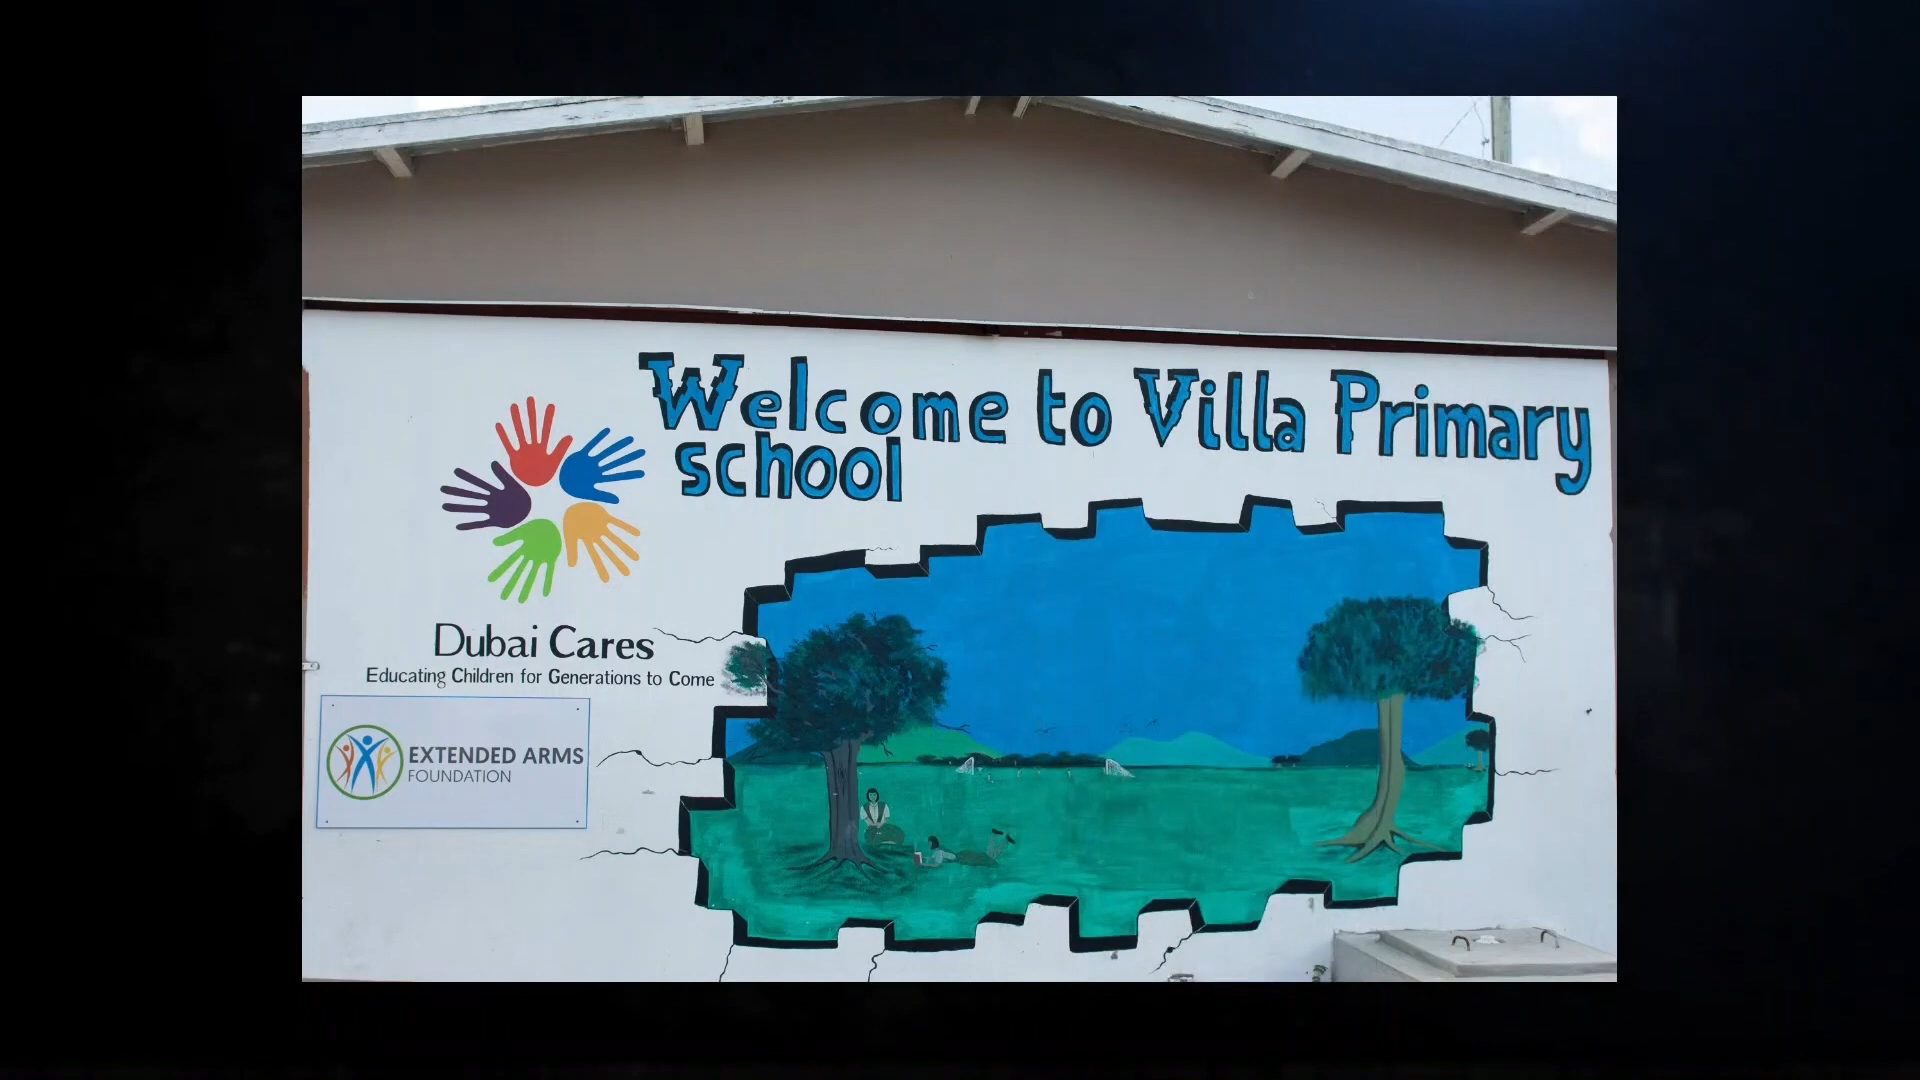 Welcome to Villa Primary
school
Dubai Cares
Educating Children for Generations to Come
EXTENDED ARMS
FOUNDATION